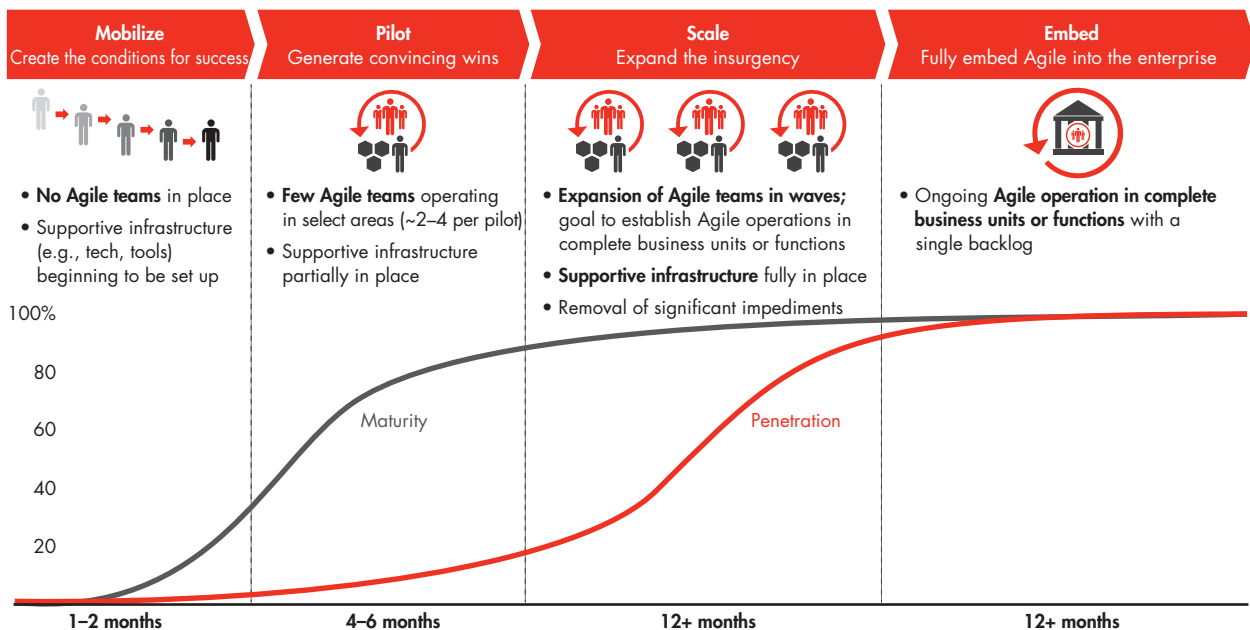 Mobilize
Create the conditions for success
Pilot
Generate convincing wins
Scale
Expand the insurgency
Embed
Fully embed Agile into the enterprise
• No Agile teams in place
• Supportive infrastructure
(e.g., tech, tools)
beginning to be set up
• Few Agile teams operating
in select areas (~2–4 per pilot)
• Supportive infrastructure
partially in place
• Expansion of Agile teams in waves;
goal to establish Agile operations in
complete business units or functions
• Supportive infrastructure fully in place
• Removal of significant impediments
• Ongoing Agile operation in complete
business units or functions with a
single backlog
100%
80
60
40
20
Maturity
Penetration
1–2 months
4–6 months
12+ months
12+ months